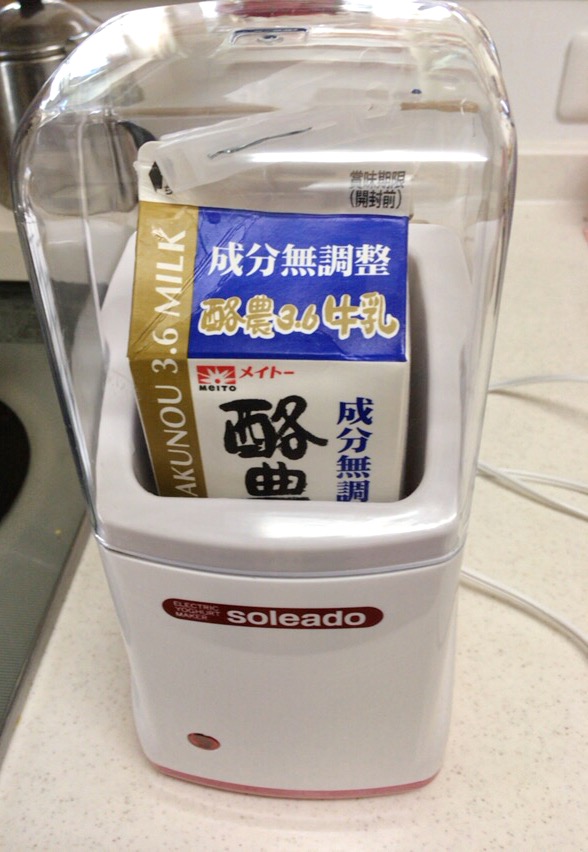 賞味期限
(開封前)
成分無調整
酪農3.6牛乳
AKUNOU 3.6 MILK
MEITO
メイトー
酪農
成分無調
ELECTRIC
YOGHURT
MAKER
soleado